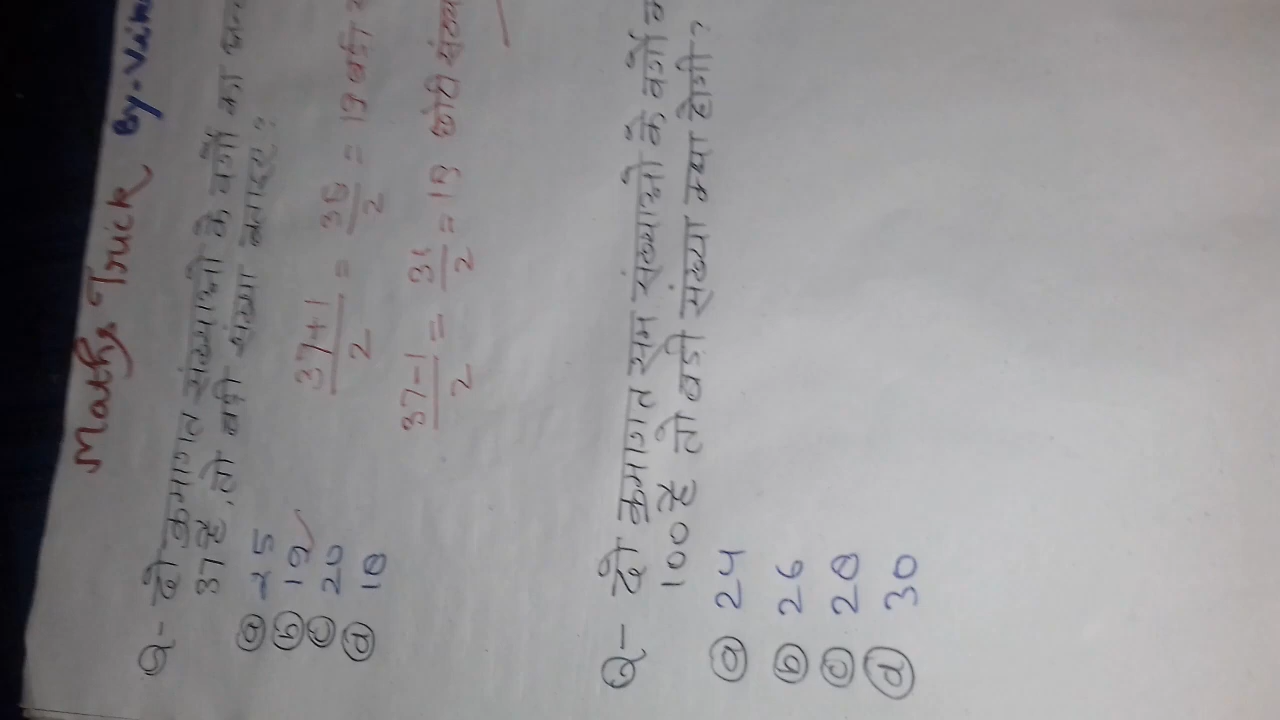 Maths Trick By-
Q- दो क्रमागत संख्याओ के वर्गों का
37 है, तो बड़ी संख्या बताइए?
(a) 25
(b) 19 ✓
(c) 20
(d) 18
37+1/2 = 38/2 = 19 बड़ी
37-1/2 = 36/2 = 18 छोटी
Q- दो क्रमागत सम संख्याओ के वर्गों
100 है तो बड़ी संख्या क्या होगी?
(a) 24
(b) 26
(c) 28
(d) 30